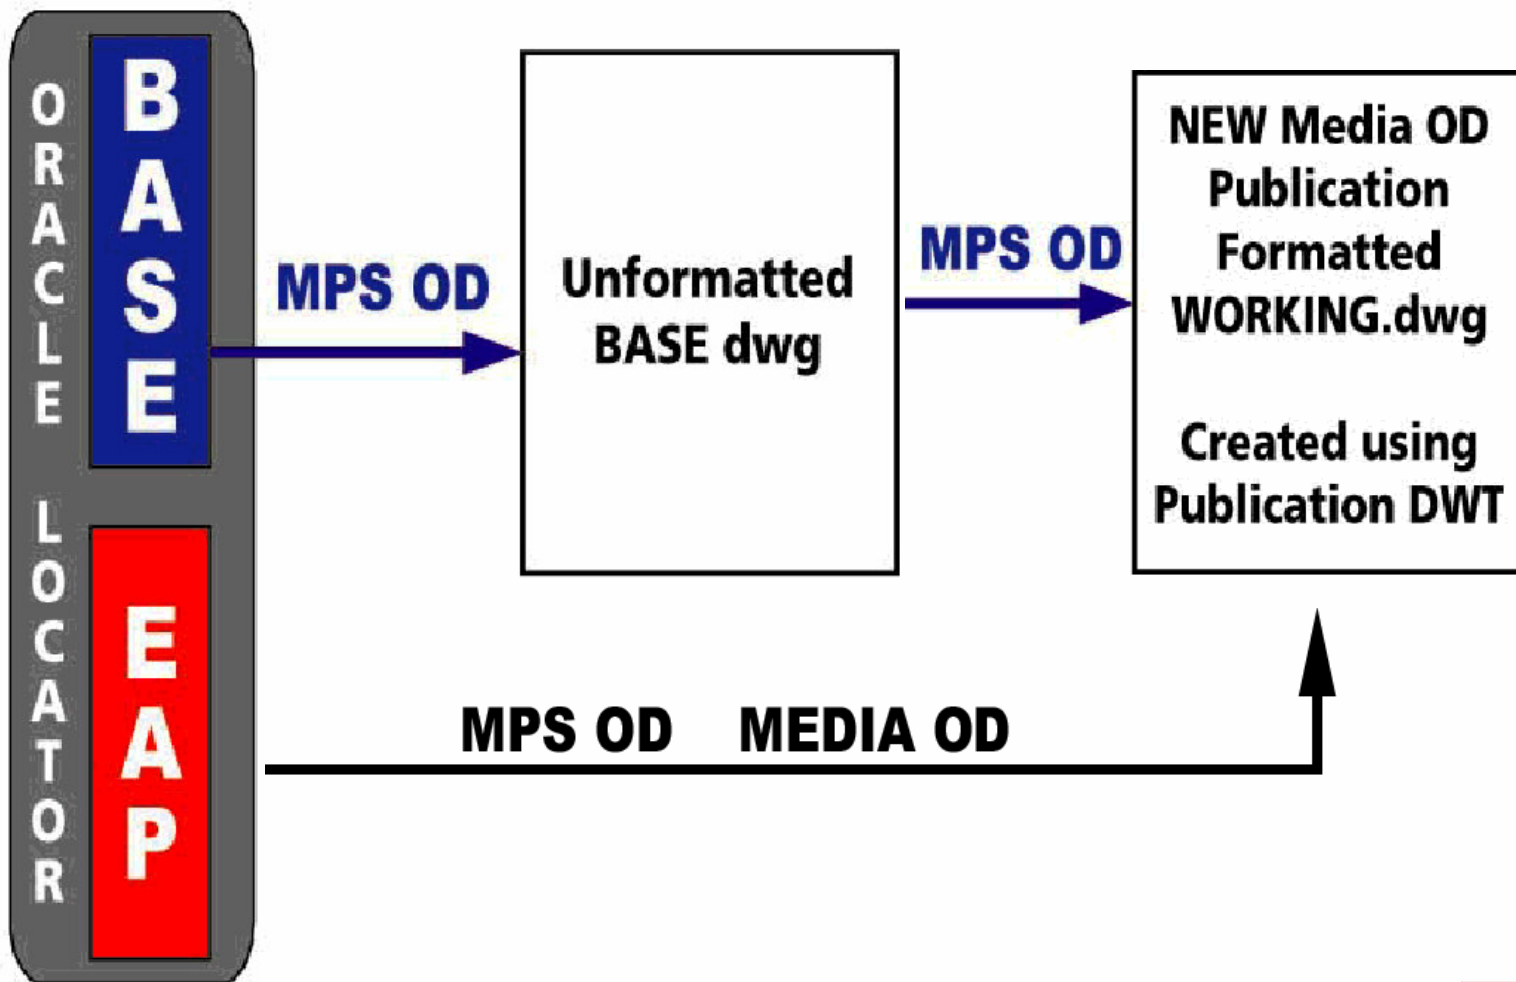 ORACLE LOCATOR
BASE
EAP
MPS OD
Unformatted
BASE dwg
MPS OD
NEW Media OD
Publication
Formatted
WORKING.dwg
Created using
Publication DWT
MPS OD MEDIA OD